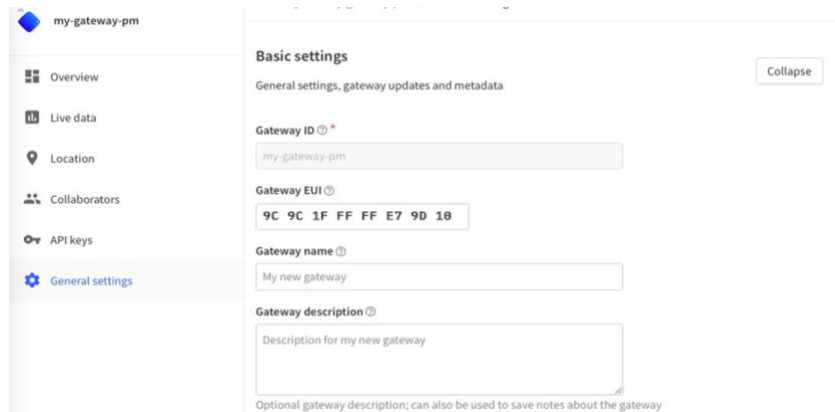 my-gateway-pm
Overview
Live data
Location
Collaborators
API keys
General settings
Basic settings
Collapse
General settings, gateway updates and metadata
Gateway ID *
my-gateway-pm
Gateway EUI
9C 9C 1F FF FF E7 9D 10
Gateway name
My new gateway
Gateway description
Description for my new gateway
Optional gateway description; can also be used to save notes about the gateway